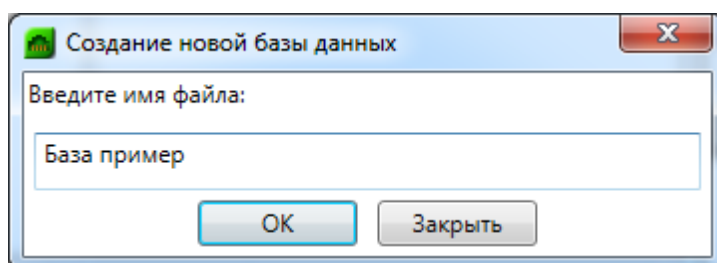 Создание новой базы данных
Введите имя файла:
База пример
OK
Закрыть